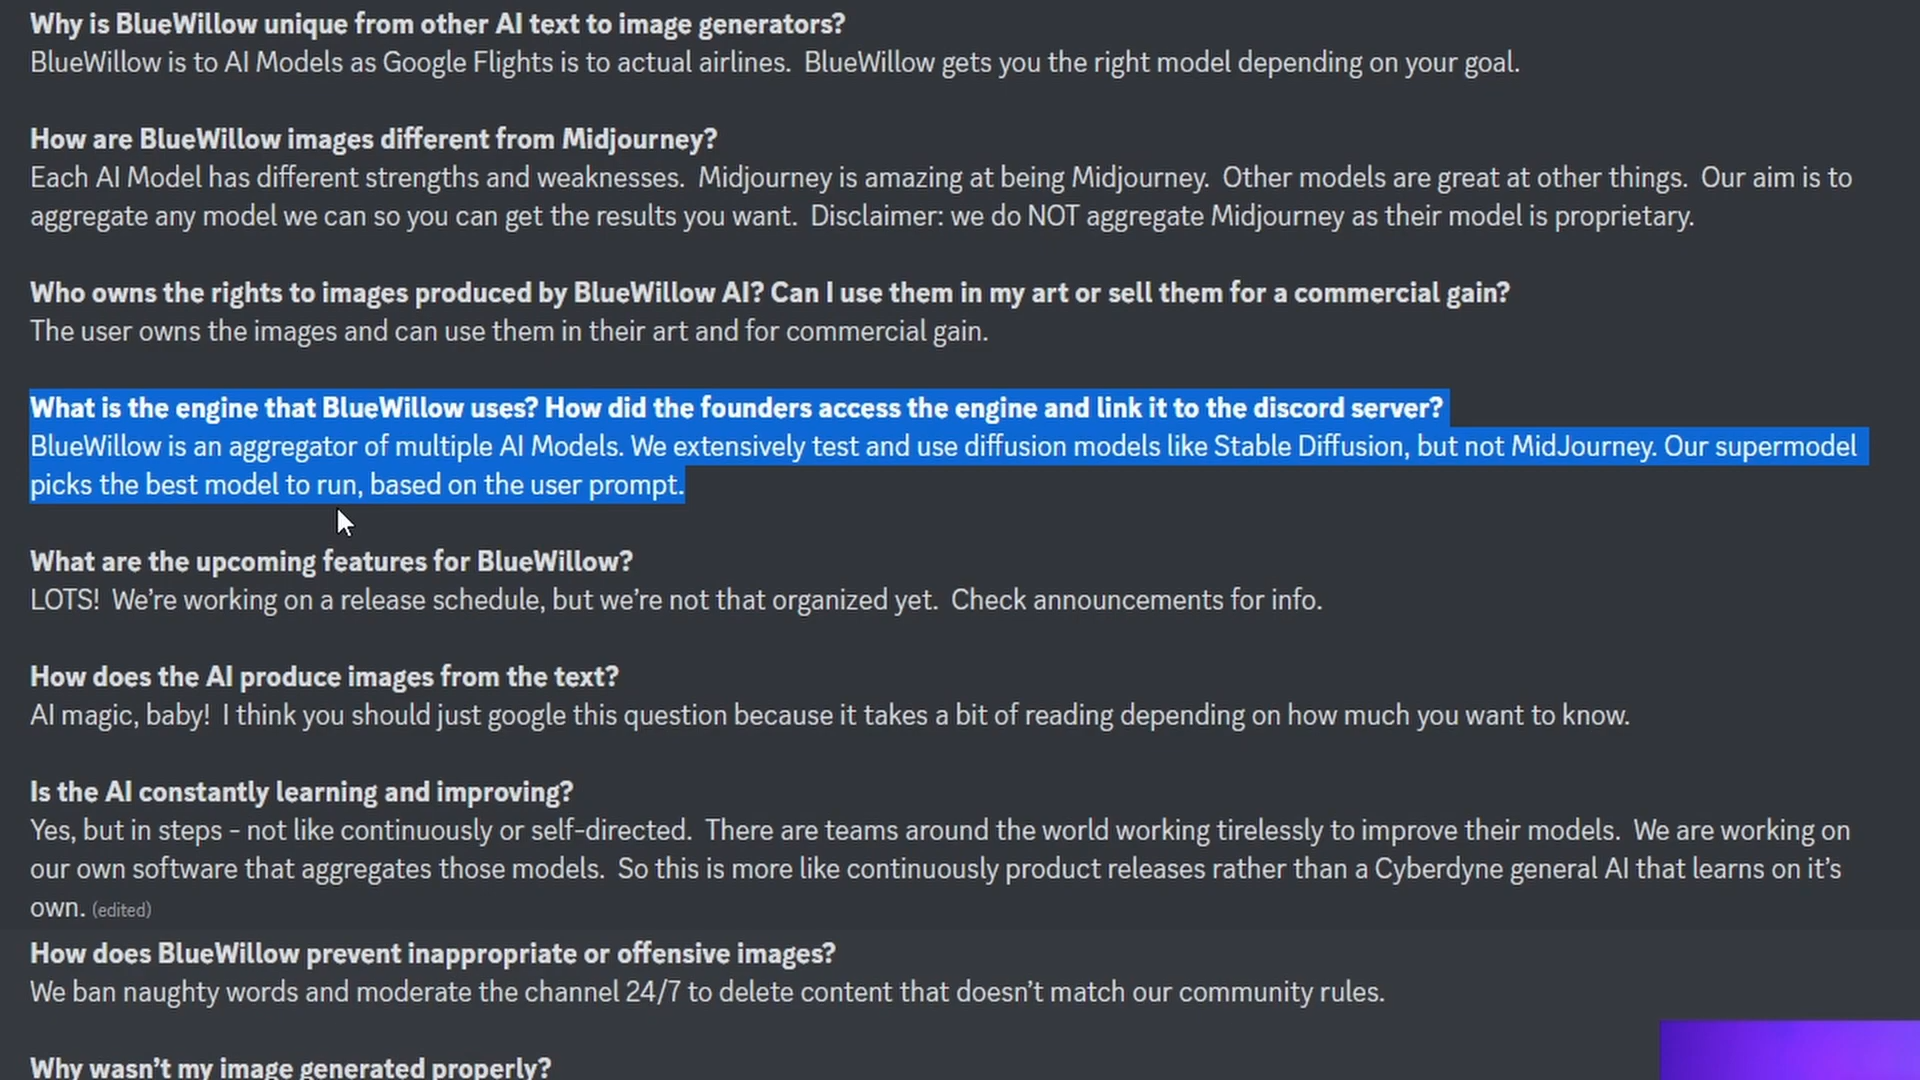 Why is BlueWillow unique from other AI text to image generators?
BlueWillow is to AI Models as Google Flights is to actual airlines.  BlueWillow gets you the right model depending on your goal.
How are BlueWillow images different from Midjourney?
Each AI Model has different strengths and weaknesses.  Midjourney is amazing at being Midjourney.  Other models are great at other things.  Our aim is to
aggregate any model we can so you can get the results you want.  Disclaimer: we do NOT aggregate Midjourney as their model is proprietary.
Who owns the rights to images produced by BlueWillow AI? Can I use them in my art or sell them for a commercial gain?
The user owns the images and can use them in their art and for commercial gain.
What is the engine that BlueWillow uses? How did the founders access the engine and link it to the discord server?
BlueWillow is an aggregator of multiple AI Models. We extensively test and use diffusion models like Stable Diffusion, but not MidJourney. Our supermodel
picks the best model to run, based on the user prompt.
What are the upcoming features for BlueWillow?
LOTS!  We’re working on a release schedule, but we’re not that organized yet.  Check announcements for info.
How does the AI produce images from the text?
AI magic, baby!  I think you should just google this question because it takes a bit of reading depending on how much you want to know.
Is the AI constantly learning and improving?
Yes, but in steps - not like continuously or self-directed.  There are teams around the world working tirelessly to improve their models.  We are working on
our own software that aggregates those models.  So this is more like continuously product releases rather than a Cyberdyne general AI that learns on it’s
own. (edited)
How does BlueWillow prevent inappropriate or offensive images?
We ban naughty words and moderate the channel 24/7 to delete content that doesn’t match our community rules.
Why wasn’t my image generated properly?